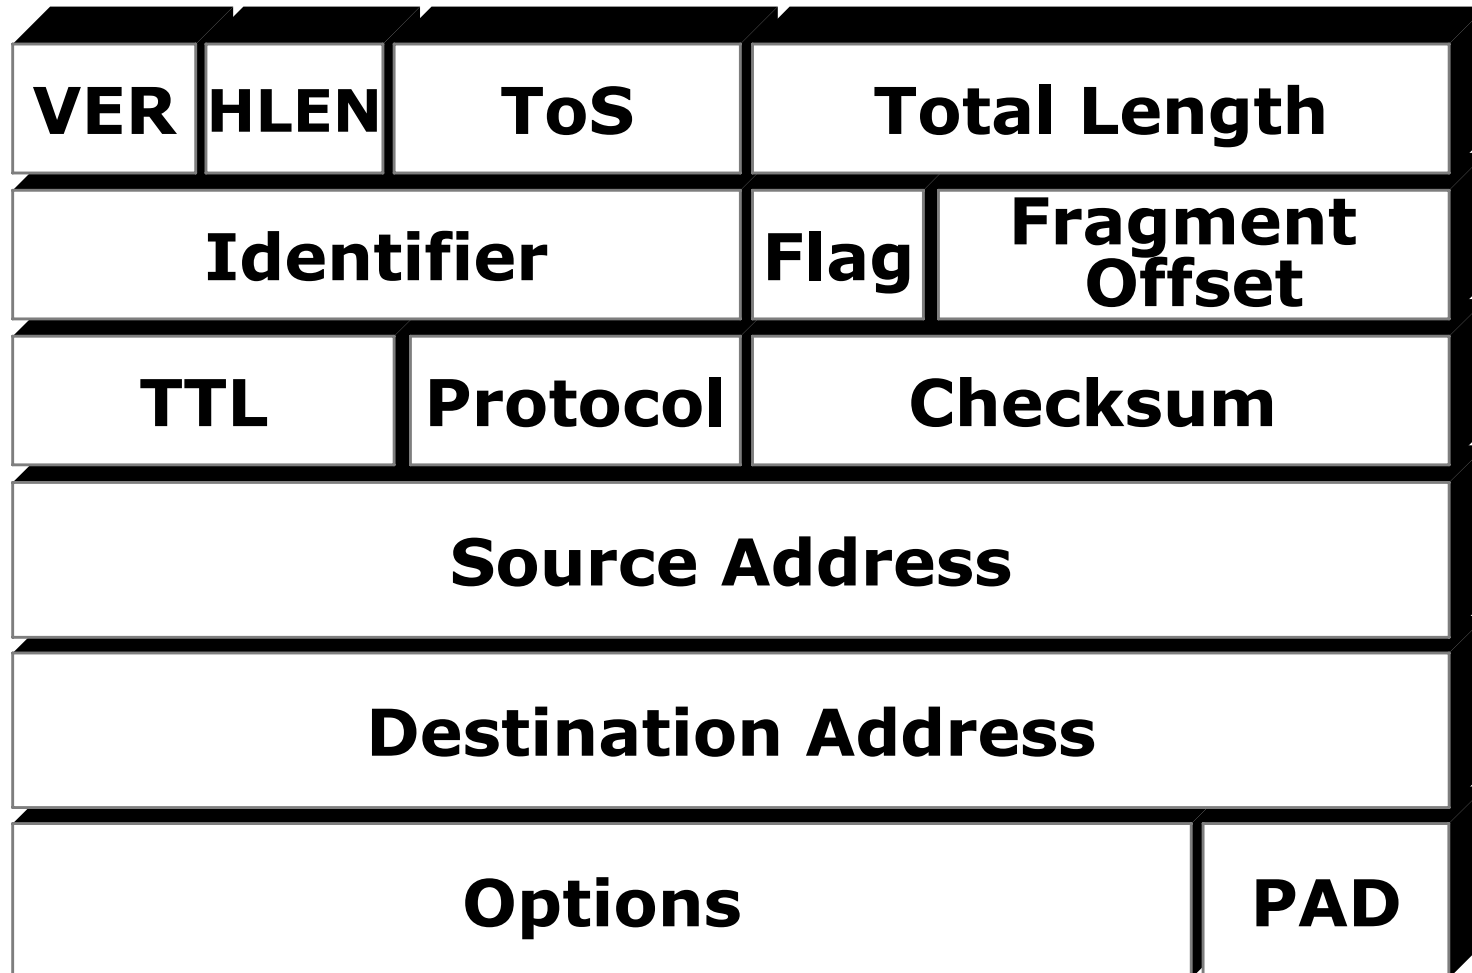 VER HLEN ToS Total Length
Identifier Flag Fragment
Offset
TTL Protocol Checksum
Source Address
Destination Address
Options PAD